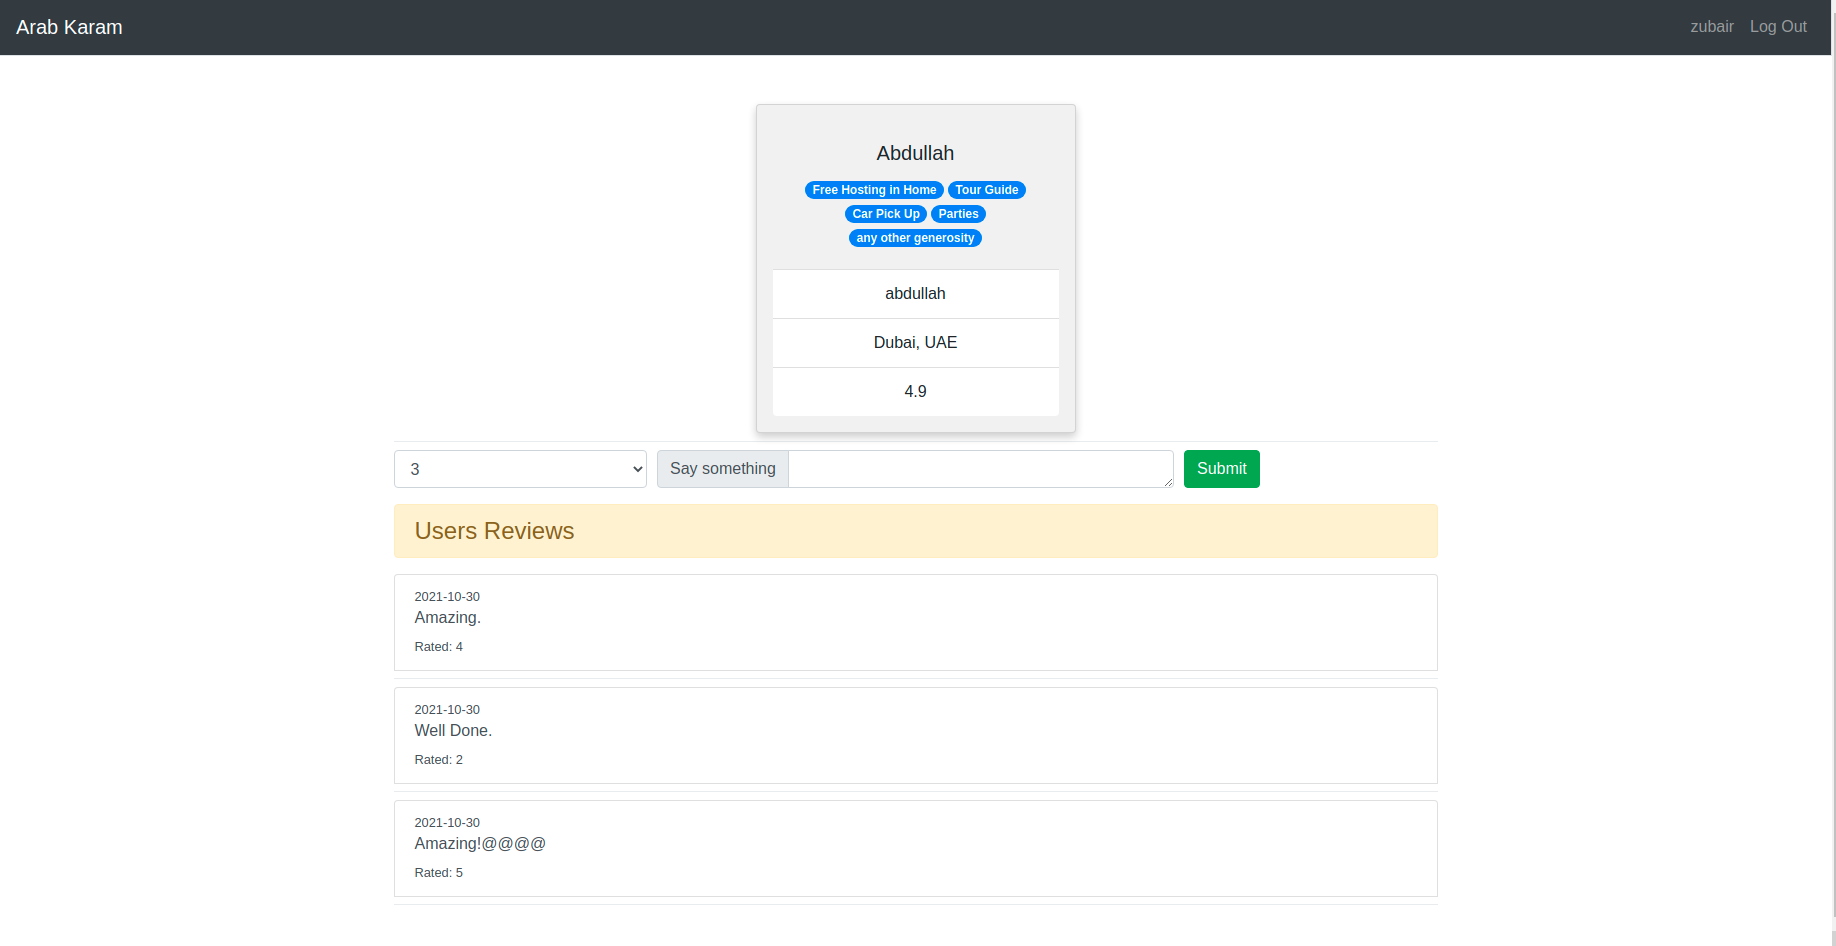 Arab Karam zubair Log Out
Abdullah
Free Hosting in Home Tour Guide
Car Pick Up Parties
any other generosity
abdullah
Dubai, UAE
4.9
3 Say something Submit
Users Reviews
2021-10-30
Amazing.
Rated: 4
2021-10-30
Well Done.
Rated: 2
2021-10-30
Amazing!@@@@
Rated: 5